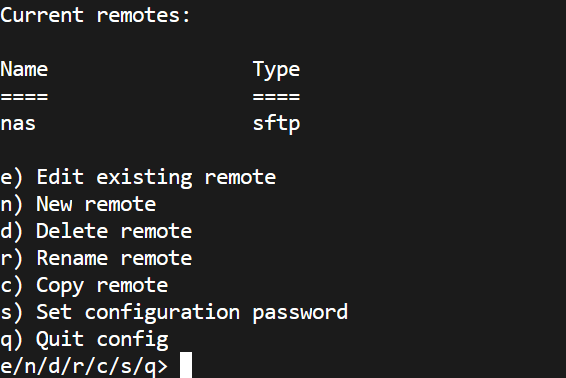 Current remotes:
Name                 Type
====                 ====
nas                  sftp
e) Edit existing remote
n) New remote
d) Delete remote
r) Rename remote
c) Copy remote
s) Set configuration password
q) Quit config
e/n/d/r/c/s/q>